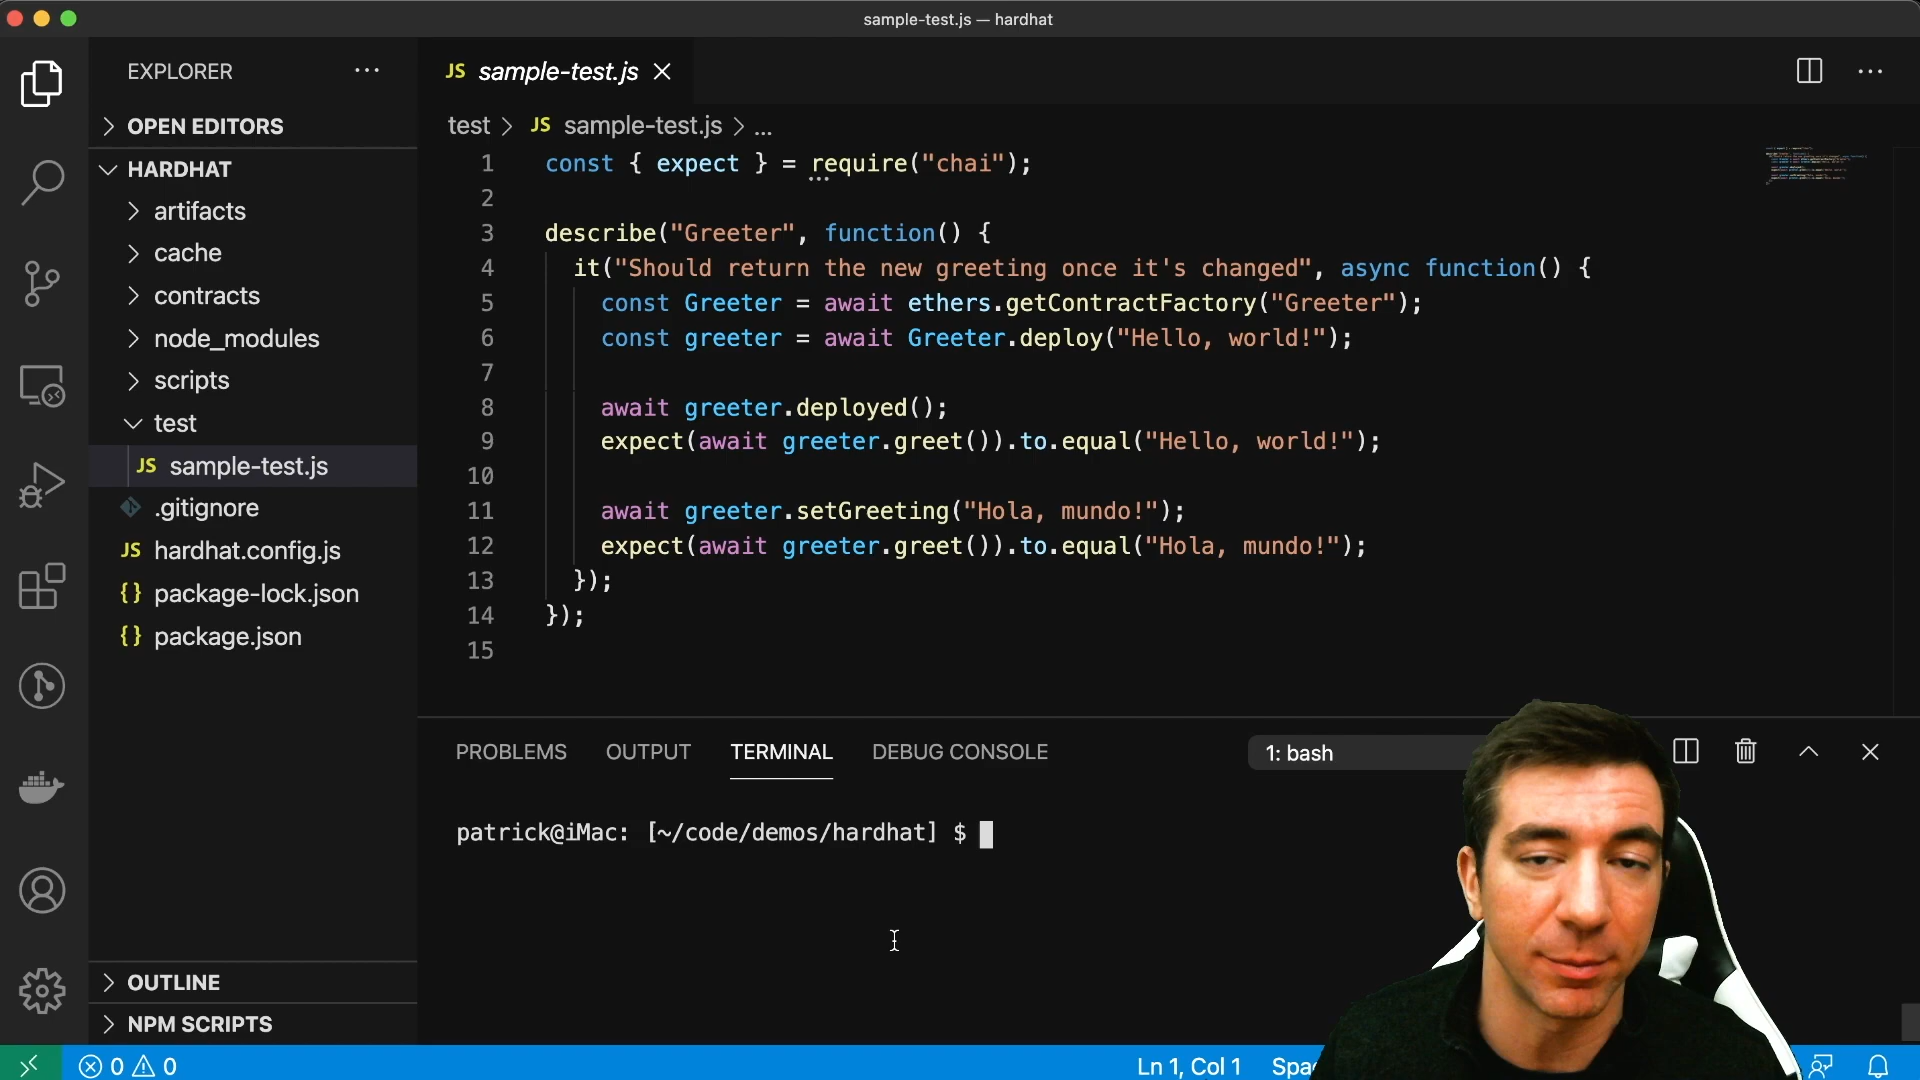 sample-test.js — hardhat
EXPLORER
OPEN EDITORS
HARDHAT
artifacts
cache
contracts
node_modules
scripts
test
JS sample-test.js
.gitignore
JS hardhat.config.js
{} package-lock.json
{} package.json
OUTLINE
NPM SCRIPTS
JS sample-test.js
test > JS sample-test.js > ...
1 const { expect } = require("chai");
2
3 describe("Greeter", function() {
4 it("Should return the new greeting once it's changed", async function() {
5 const Greeter = await ethers.getContractFactory("Greeter");
6 const greeter = await Greeter.deploy("Hello, world!");
7
8 await greeter.deployed();
9 expect(await greeter.greet()).to.equal("Hello, world!");
10
11 await greeter.setGreeting("Hola, mundo!");
12 expect(await greeter.greet()).to.equal("Hola, mundo!");
13 });
14 });
15
PROBLEMS OUTPUT TERMINAL DEBUG CONSOLE 1: bash
patrick@iMac: [~/code/demos/hardhat] $
0 0 Ln 1, Col 1